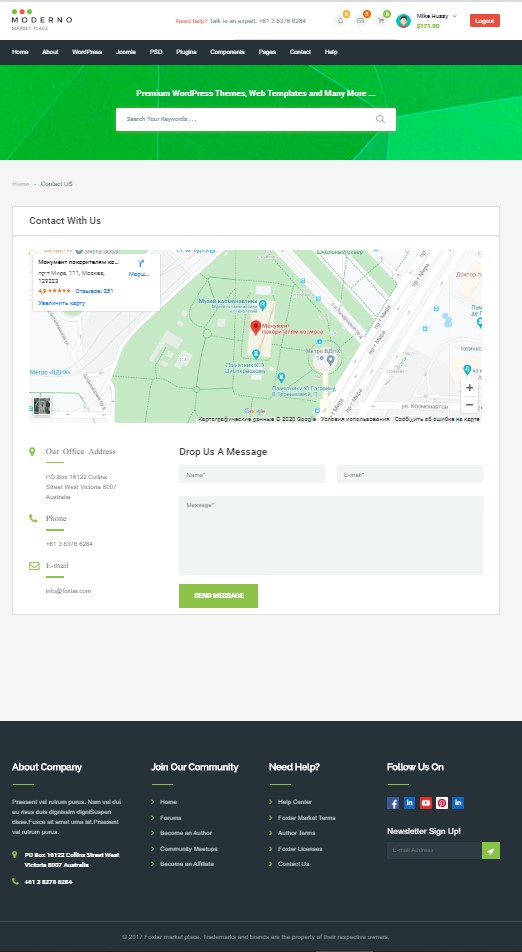 MODERNO
MARKET PLACE
Need help? Talk to an expert: +61 3 8376 6284
Mike Hussy
$171.00
Logout
Home About WordPress Joomla PSD Plugins Components Pages Contact Help
Premium WordPress Themes, Web Templates and Many More ...
Search Your Keywords . . .
Home – Contact US
Contact With Us
Монумент покорителям ко...
пр-т Мира, 111, Москва,
129223
Марш...
4,9 ★★★★★ Отзывов: 251
Увеличить карту
Школьный сквер
Музей космонавтики
Монумент
покорителям космоса
Метро ВДНХ
Памятник К.Э.
Циолковскому
Метро «ВДНХ»
пр-т Мира
пр-т Мира
пр-т Мира
пр-т Мира
ул. Космонавтов
Google
Картографические данные © 2020 Google Условия использования Сообщить об ошибке на карте
Our Office Address
PO Box 16122 Collins
Street West Victoria 8007
Australia
Phone
+61 3 8376 6284
E-mail
info@foxtar.com
Drop Us A Message
Name* E-mail*
Message*
SEND MESSAGE
About Company
Praesent vel rutrum purus. Nam vel dui
eu risus duis dignissim digniSuspen
disse.Fusce sit amet urna let.Praesent
vel rutrum purus.
PO Box 16122 Collins Street West
Victoria 8007 Australia
+61 3 8376 6284
Join Our Community
Home
Forums
Become an Author
Community Meetups
Become an Affiliate
Need Help?
Help Center
Foxtar Market Terms
Author Terms
Foxtar Licenses
Contact Us
Follow Us On
Newsletter Sign Up!
E-mail Address
© 2017 Foxtar market place. Trademarks and brands are the property of their respective owners.